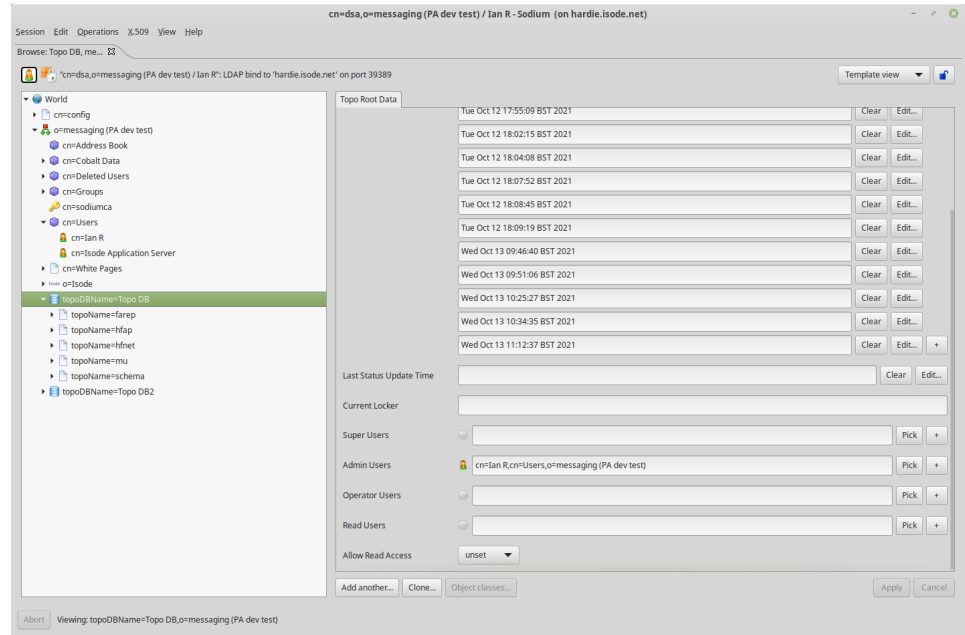 cn=dsa,o=messaging (PA dev test) / Ian R - Sodium (on hardie.isode.net)
Session Edit Operations X.509 View Help
Browse: Topo DB, me...
"cn=dsa,o=messaging (PA dev test) / Ian R": LDAP bind to 'hardie.isode.net' on port 39389
Template view
World
cn=config
o=messaging (PA dev test)
cn=Address Book
cn=Cobalt Data
cn=Deleted Users
cn=Groups
cn=sodiumca
cn=Users
cn=Ian R
cn=Isode Application Server
cn=White Pages
o=Isode
topoDBName=Topo DB
topoName=farep
topoName=hfap
topoName=hfnet
topoName=mu
topoName=schema
topoDBName=Topo DB2
Topo Root Data
Tue Oct 12 17:55:09 BST 2021 Clear Edit...
Tue Oct 12 18:02:15 BST 2021 Clear Edit...
Tue Oct 12 18:04:08 BST 2021 Clear Edit...
Tue Oct 12 18:07:52 BST 2021 Clear Edit...
Tue Oct 12 18:08:45 BST 2021 Clear Edit...
Tue Oct 12 18:09:19 BST 2021 Clear Edit...
Wed Oct 13 09:46:40 BST 2021 Clear Edit...
Wed Oct 13 09:51:06 BST 2021 Clear Edit...
Wed Oct 13 10:25:27 BST 2021 Clear Edit...
Wed Oct 13 10:34:35 BST 2021 Clear Edit...
Wed Oct 13 11:12:37 BST 2021 Clear Edit... +
Last Status Update Time Clear Edit...
Current Locker
Super Users Pick +
Admin Users cn=Ian R,cn=Users,o=messaging (PA dev test) Pick +
Operator Users Pick +
Read Users Pick +
Allow Read Access unset
Add another... Clone... Object classes... Apply Cancel
Abort Viewing: topoDBName=Topo DB,o=messaging (PA dev test)